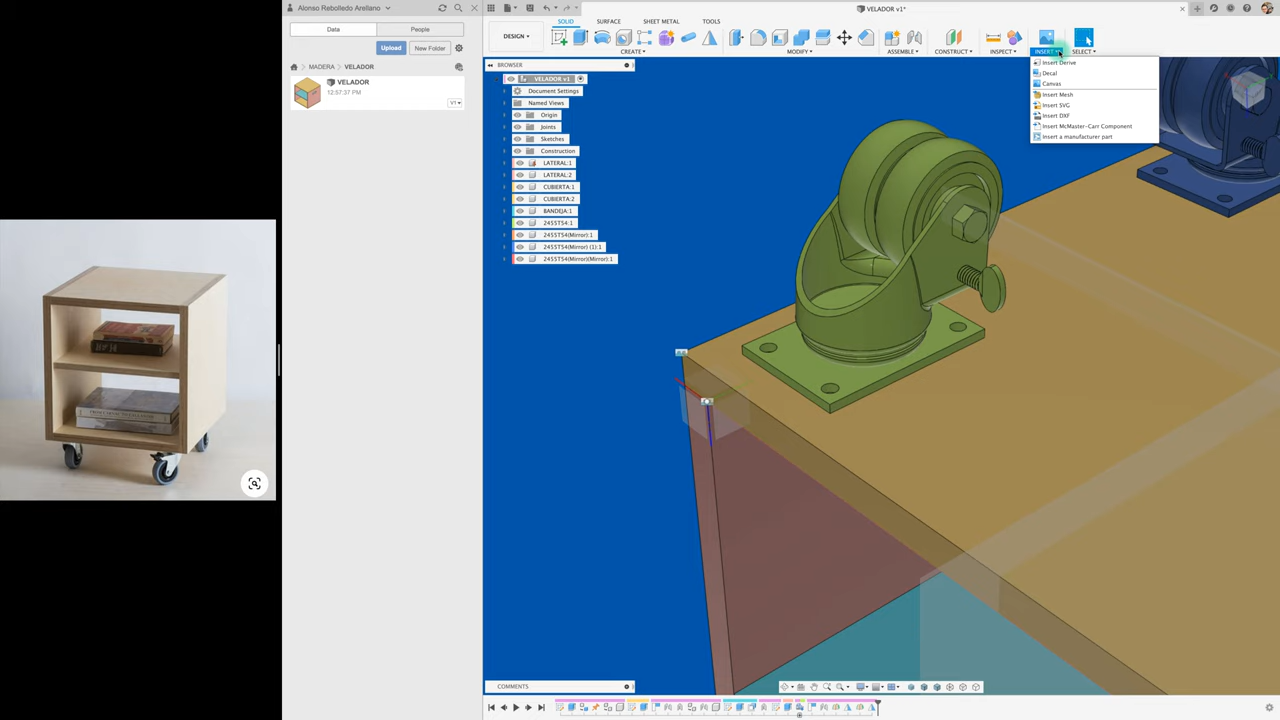 Alonso Rebolledo Arellano
Data
People
Upload
New Folder
MADERA
VELADOR
VELADOR
12:57:37 PM
V1
VELADOR v1*
SOLID
SURFACE
SHEET METAL
TOOLS
DESIGN
CREATE
MODIFY
ASSEMBLE
CONSTRUCT
INSPECT
INSERT
SELECT
Insert Derive
Decal
Canvas
Insert Mesh
Insert SVG
Insert DXF
Insert McMaster-Carr Component
Insert a manufacturer part
BROWSER
VELADOR v1
Document Settings
Named Views
Origin
Joints
Sketches
Construction
LATERAL:1
LATERAL:2
CUBIERTA:1
CUBIERTA:2
BANDEJA:1
2455T54:1
2455T54(Mirror):1
2455T54(Mirror) (1):1
2455T54(Mirror)(Mirror):1
COMMENTS